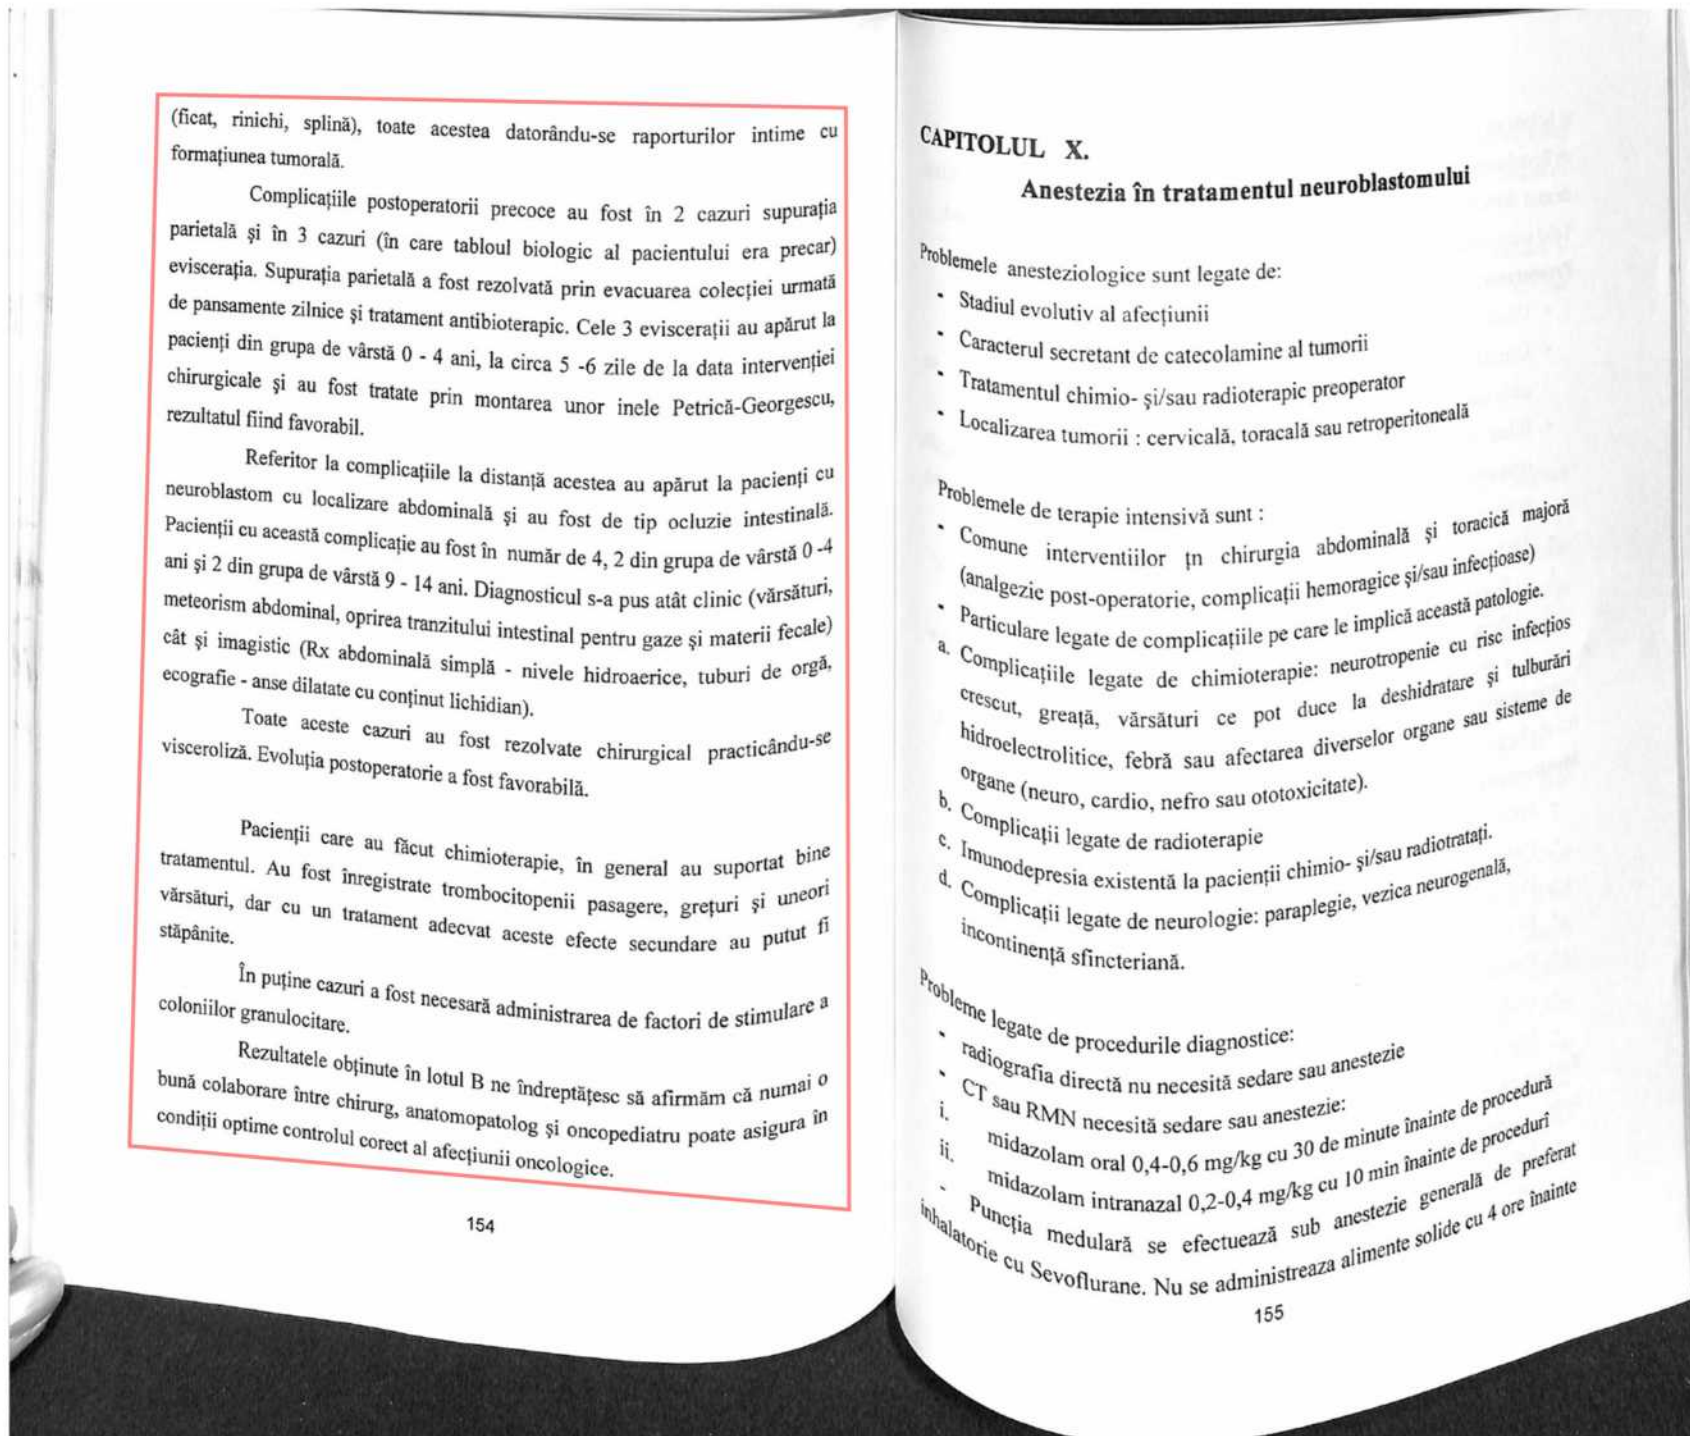 (ficat, rinichi, splină), toate acestea datorându-se raporturilor intime cu
formațiunea tumorală.
Complicațiile postoperatorii precoce au fost în 2 cazuri supurația
parietală și în 3 cazuri (în care tabloul biologic al pacientului era precar)
eviscerația. Supurația parietală a fost rezolvată prin evacuarea colecției urmată
de pansamente zilnice și tratament antibioterapic. Cele 3 eviscerații au apărut la
pacienți din grupa de vârstă 0 - 4 ani, la circa 5 -6 zile de la data intervenției
chirurgicale și au fost tratate prin montarea unor inele Petrică-Georgescu,
rezultatul fiind favorabil.
Referitor la complicațiile la distanță acestea au apărut la pacienți cu
neuroblastom cu localizare abdominală și au fost de tip ocluzie intestinală.
Pacienții cu această complicație au fost în număr de 4, 2 din grupa de vârstă 0 -4
ani și 2 din grupa de vârstă 9 - 14 ani. Diagnosticul s-a pus atât clinic (vărsături,
meteorism abdominal, oprirea tranzitului intestinal pentru gaze și materii fecale)
cât și imagistic (Rx abdominală simplă - nivele hidroaerice, tuburi de orgă,
ecografie - anse dilatate cu conținut lichidian).
Toate aceste cazuri au fost rezolvate chirurgical practicându-se
visceroliză. Evoluția postoperatorie a fost favorabilă.
Pacienții care au făcut chimioterapie, în general au suportat bine
tratamentul. Au fost înregistrate trombocitopenii pasagere, grețuri și uneori
vărsături, dar cu un tratament adecvat aceste efecte secundare au putut fi
stăpânite.
În puține cazuri a fost necesară administrarea de factori de stimulare a
coloniilor granulocitare.
Rezultatele obținute în lotul B ne îndreptățesc să afirmăm că numai o
bună colaborare între chirurg, anatomopatolog și oncopediatru poate asigura în
condiții optime controlul corect al afecțiunii oncologice.
154
CAPITOLUL X.
Anestezia în tratamentul neuroblastomului
Problemele anesteziologice sunt legate de:
- Stadiul evolutiv al afecțiunii
- Caracterul secretant de catecolamine al tumorii
- Tratamentul chimio- și/sau radioterapic preoperator
- Localizarea tumorii : cervicală, toracală sau retroperitoneală
Problemele de terapie intensivă sunt :
- Comune interventiilor țn chirurgia abdominală și toracică majoră
(analgezie post-operatorie, complicații hemoragice și/sau infecțioase)
- Particulare legate de complicațiile pe care le implică această patologie.
a. Complicațiile legate de chimioterapie: neurotropenie cu risc infecțios
crescut, greață, vărsături ce pot duce la deshidratare și tulburări
hidroelectrolitice, febră sau afectarea diverselor organe sau sisteme de
organe (neuro, cardio, nefro sau ototoxicitate).
b. Complicații legate de radioterapie
c. Imunodepresia existentă la pacienții chimio- și/sau radiotratați.
d. Complicații legate de neurologie: paraplegie, vezica neurogenală,
incontinență sfincteriană.
Probleme legate de procedurile diagnostice:
- radiografia directă nu necesită sedare sau anestezie
- CT sau RMN necesită sedare sau anestezie:
i. midazolam oral 0,4-0,6 mg/kg cu 30 de minute înainte de procedură
ii. midazolam intranazal 0,2-0,4 mg/kg cu 10 min înainte de procedurî
- Puncția medulară se efectuează sub anestezie generală de preferat
inhalatorie cu Sevoflurane. Nu se administreaza alimente solide cu 4 ore înainte
155